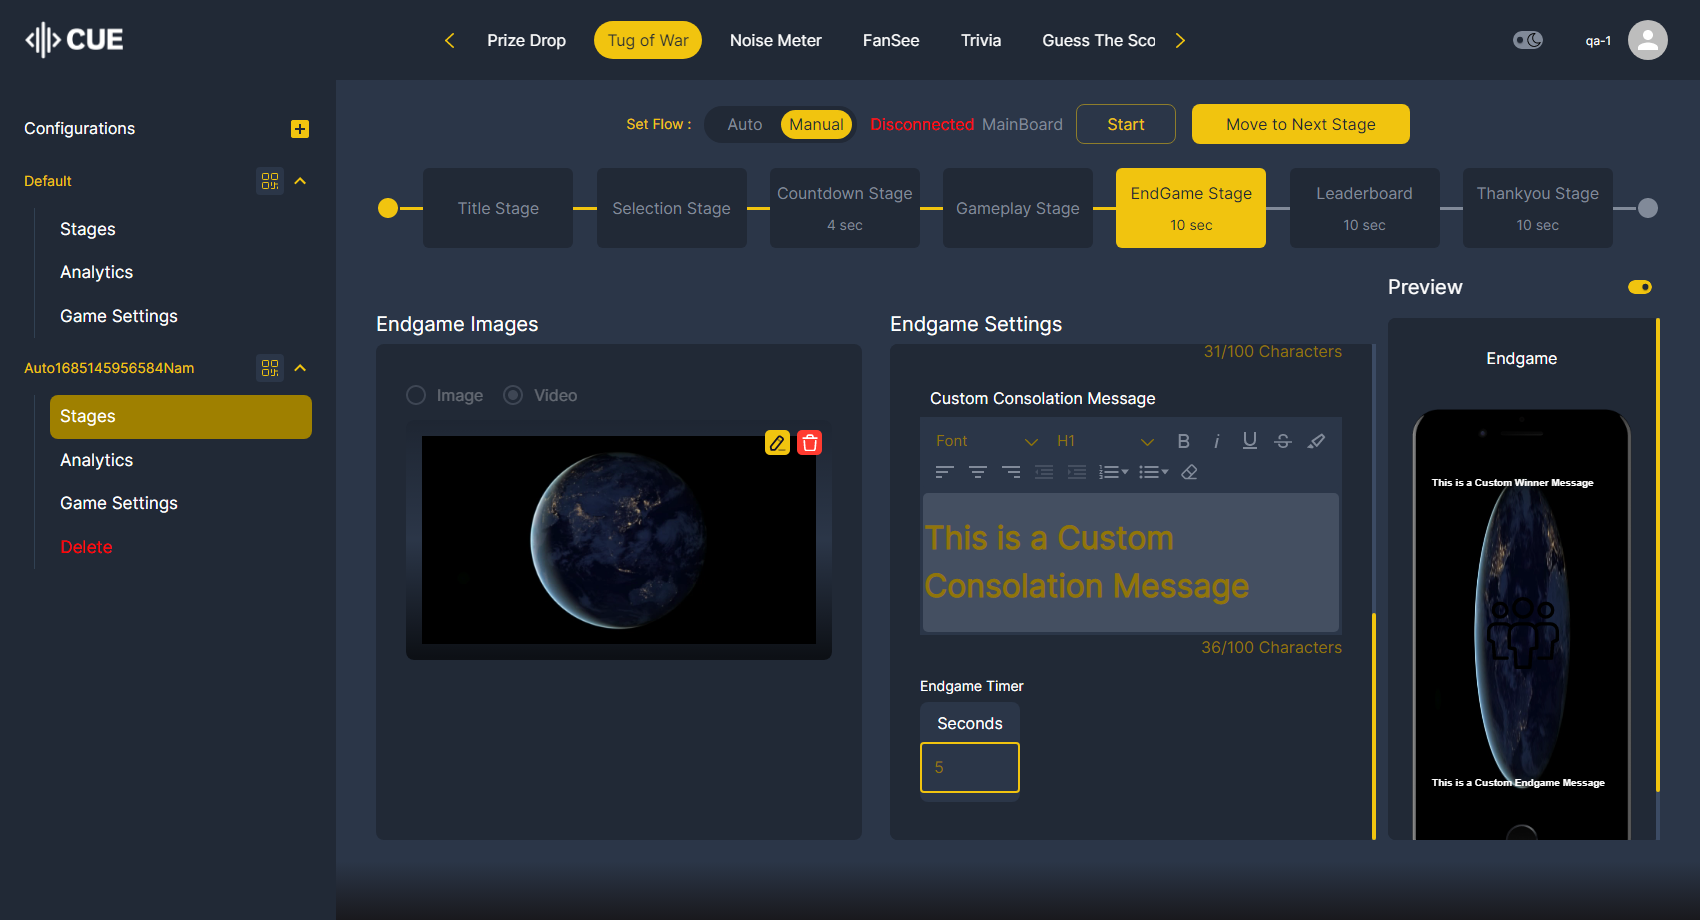 CUE
Prize Drop
Tug of War
Noise Meter
FanSee
Trivia
Guess The Sco
qa-1
Configurations
Default
Stages
Analytics
Game Settings
Auto1685145956584Nam
Stages
Analytics
Game Settings
Delete
Set Flow :
Auto
Manual
Disconnected MainBoard
Start
Move to Next Stage
Title Stage
Selection Stage
Countdown Stage
4 sec
Gameplay Stage
EndGame Stage
10 sec
Leaderboard
10 sec
Thankyou Stage
10 sec
Endgame Images
Image
Video
Endgame Settings
31/100 Characters
Custom Consolation Message
Font
H1
B
i
U
S
This is a Custom
Consolation Message
36/100 Characters
Endgame Timer
Seconds
5
Preview
Endgame
This is a Custom Winner Message
This is a Custom Endgame Message